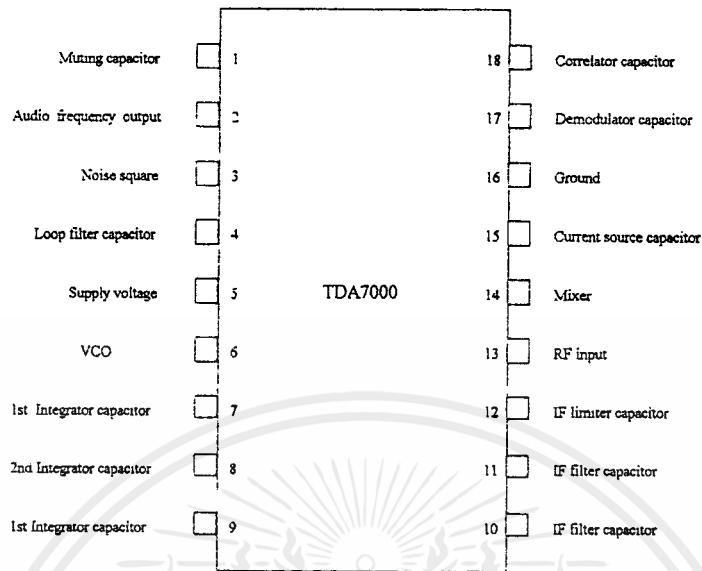 Muting capacitor 1 18 Correlator capacitor
Audio frequency output 2 17 Demodulator capacitor
Noise square 3 16 Ground
Loop filter capacitor 4 15 Current source capacitor
Supply voltage 5 TDA7000 14 Mixer
VCO 6 13 RF input
1st Integrator capacitor 7 12 IF limiter capacitor
2nd Integrator capacitor 8 11 IF filter capacitor
1st Integrator capacitor 9 10 IF filter capacitor